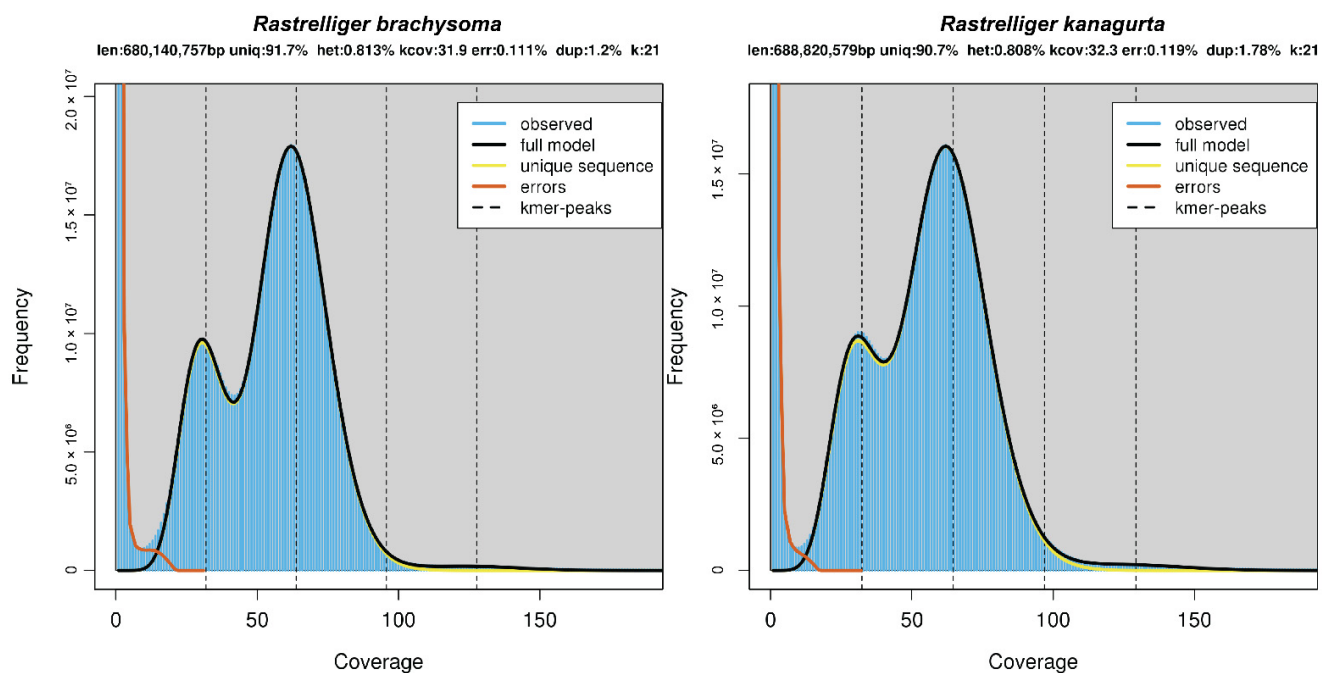 Rastrelliger brachysoma
len:680,140,757bp uniq:91.7% het:0.813% kcov:31.9 err:0.111% dup:1.2% k:21
2.0 × 10⁷
1.5 × 10⁷
1.0 × 10⁷
5.0 × 10⁶
0
Frequency
observed
full model
unique sequence
errors
kmer-peaks
0 50 100 150
Coverage
Rastrelliger kanagurta
len:688,820,579bp uniq:90.7% het:0.808% kcov:32.3 err:0.119% dup:1.78% k:21
1.5 × 10⁷
1.0 × 10⁷
5.0 × 10⁶
0
Frequency
observed
full model
unique sequence
errors
kmer-peaks
0 50 100 150
Coverage